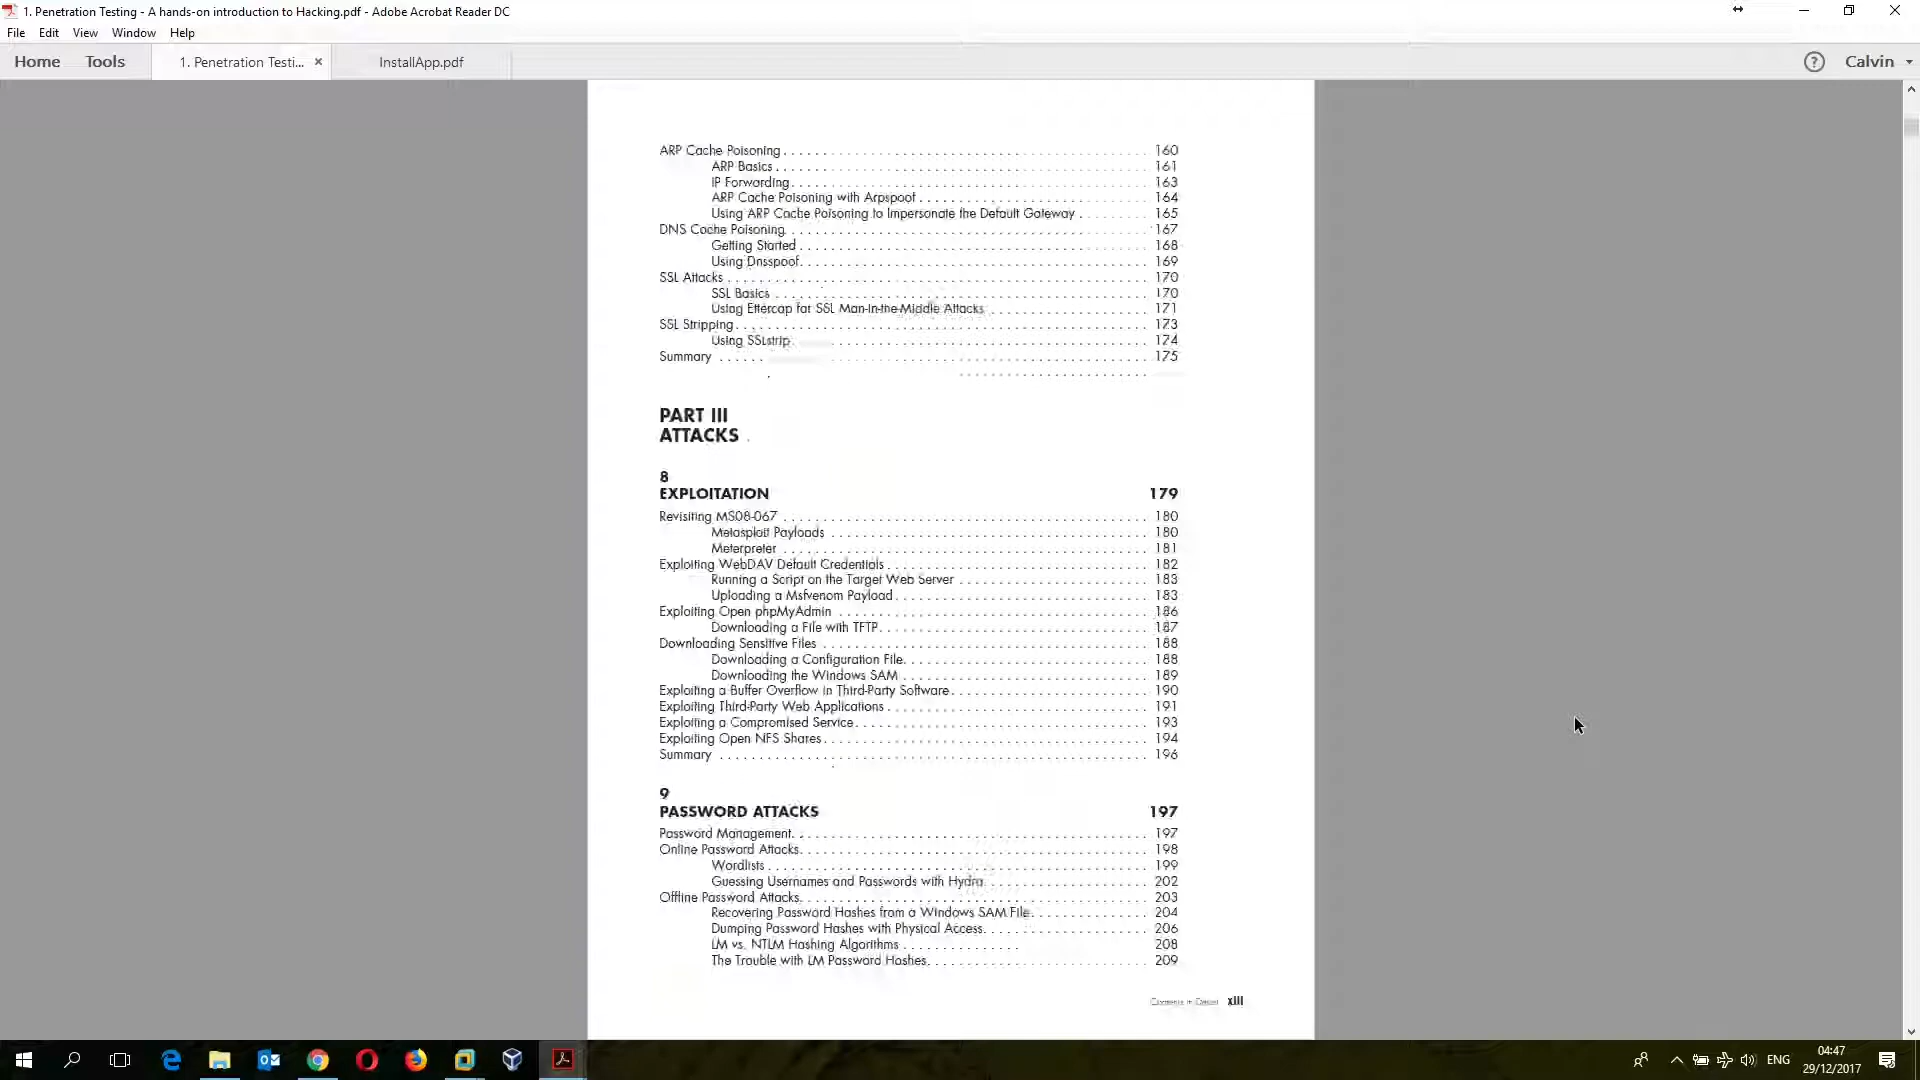 1. Penetration Testing - A hands-on introduction to Hacking.pdf - Adobe Acrobat Reader DC
File Edit View Window Help
Home Tools 1. Penetration Testi... × InstallApp.pdf ? Calvin
ARP Cache Poisoning . . . 160
ARP Basics . . . 161
IP Forwarding . . . 163
ARP Cache Poisoning with Arpspoof . . . 164
Using ARP Cache Poisoning to Impersonate the Default Gateway . . . 165
DNS Cache Poisoning . . . 167
Getting Started . . . 168
Using Dnsspoof . . . 169
SSL Attacks . . . 170
SSL Basics . . . 170
Using Ettercap for SSL Man-in-the-Middle Attacks . . . 171
SSL Stripping . . . 173
Using SSLstrip . . . 174
Summary . . . 175
PART III
ATTACKS
8
EXPLOITATION 179
Revisiting MS08-067 . . . 180
Metasploit Payloads . . . 180
Meterpreter . . . 181
Exploiting WebDAV Default Credentials . . . 182
Running a Script on the Target Web Server . . . 183
Uploading a Msfvenom Payload . . . 183
Exploiting Open phpMyAdmin . . . 186
Downloading a File with TFTP . . . 187
Downloading Sensitive Files . . . 188
Downloading a Configuration File . . . 188
Downloading the Windows SAM . . . 189
Exploiting a Buffer Overflow in Third-Party Software . . . 190
Exploiting Third-Party Web Applications . . . 191
Exploiting a Compromised Service . . . 193
Exploiting Open NFS Shares . . . 194
Summary . . . 196
9
PASSWORD ATTACKS 197
Password Management . . . 197
Online Password Attacks . . . 198
Wordlists . . . 199
Guessing Usernames and Passwords with Hydra . . . 202
Offline Password Attacks . . . 203
Recovering Password Hashes from a Windows SAM File . . . 204
Dumping Password Hashes with Physical Access . . . 206
LM vs. NTLM Hashing Algorithms . . . 208
The Trouble with LM Password Hashes . . . 209
xiii
ENG 04:47
29/12/2017